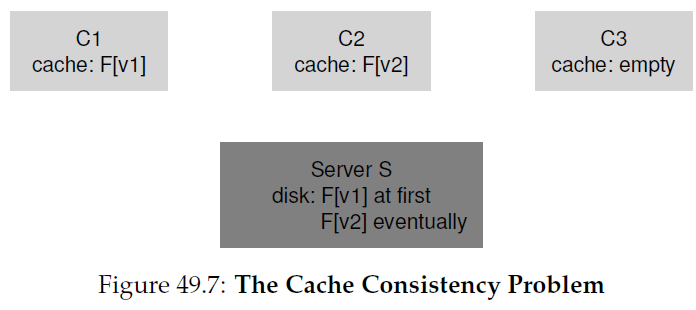 C1
cache: F[v1]
C2
cache: F[v2]
C3
cache: empty
Server S
disk: F[v1] at first
F[v2] eventually
Figure 49.7: The Cache Consistency Problem